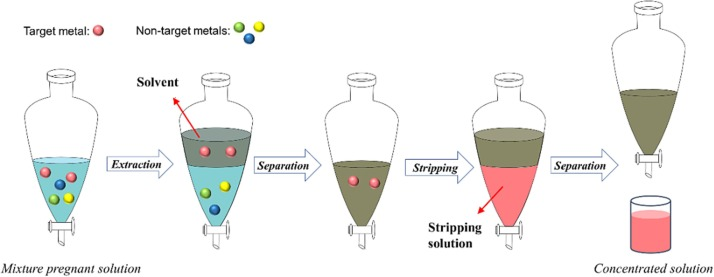 Target metal:
Non-target metals:
Solvent
Extraction
Separation
Stripping
Separation
Stripping
solution
Mixture pregnant solution
Concentrated solution